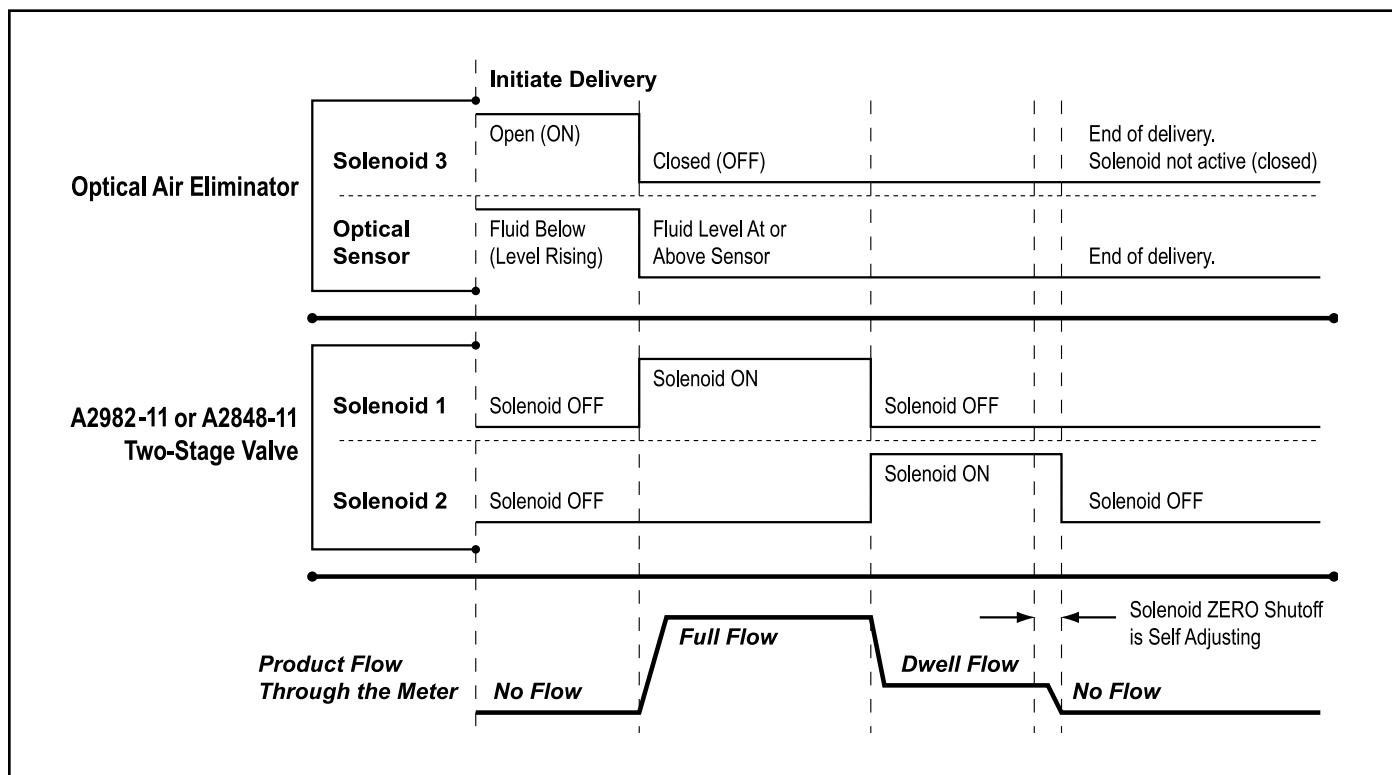 Initiate Delivery
Optical Air Eliminator
Solenoid 3
Open (ON)
Closed (OFF)
End of delivery.
Solenoid not active (closed)
Optical
Sensor
Fluid Below
(Level Rising)
Fluid Level At or
Above Sensor
End of delivery.
A2982-11 or A2848-11
Two-Stage Valve
Solenoid 1
Solenoid OFF
Solenoid ON
Solenoid OFF
Solenoid 2
Solenoid OFF
Solenoid ON
Solenoid OFF
Product Flow
Through the Meter
No Flow
Full Flow
Dwell Flow
No Flow
Solenoid ZERO Shutoff
is Self Adjusting